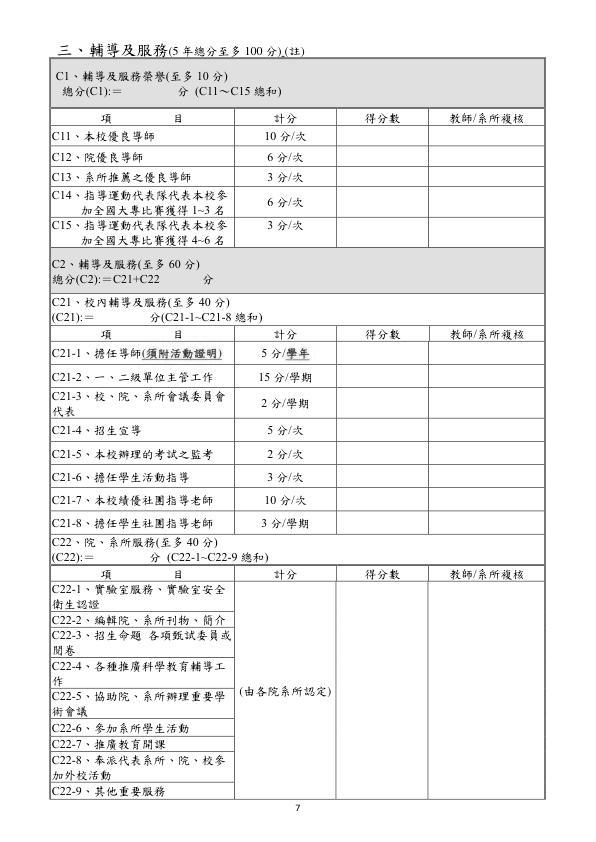 三、輔導及服務(5 年總分至多 100 分) (註)
C1、輔導及服務榮譽(至多 10 分)
總分(C1):＝ 分 (C11～C15 總和)
項 目 計分 得分數 教師/系所複核
C11、本校優良導師 10 分/次
C12、院優良導師 6 分/次
C13、系所推薦之優良導師 3 分/次
C14、指導運動代表隊代表本校參 6 分/次
加全國大專比賽獲得 1~3 名
C15、指導運動代表隊代表本校參 3 分/次
加全國大專比賽獲得 4~6 名
C2、輔導及服務(至多 60 分)
總分(C2):＝C21+C22 分
C21、校內輔導及服務(至多 40 分)
(C21):＝ 分(C21-1~C21-8 總和)
項 目 計分 得分數 教師/系所複核
C21-1、擔任導師(須附活動證明) 5 分/學年
C21-2、一、二級單位主管工作 15 分/學期
C21-3、校、院、系所會議委員會 2 分/學期
代表
C21-4、招生宣導 5 分/次
C21-5、本校辦理的考試之監考 2 分/次
C21-6、擔任學生活動指導 3 分/次
C21-7、本校績優社團指導老師 10 分/次
C21-8、擔任學生社團指導老師 3 分/學期
C22、院、系所服務(至多 40 分)
(C22):＝ 分 (C22-1~C22-9 總和)
項 目 計分 得分數 教師/系所複核
C22-1、實驗室服務、實驗室安全
衛生認證
C22-2、編輯院、系所刊物、簡介
C22-3、招生命題 各項甄試委員或
閱卷
C22-4、各種推廣科學教育輔導工
作
C22-5、協助院、系所辦理重要學
術會議
(由各院系所認定)
C22-6、參加系所學生活動
C22-7、推廣教育開課
C22-8、奉派代表系所、院、校參
加外校活動
C22-9、其他重要服務
7